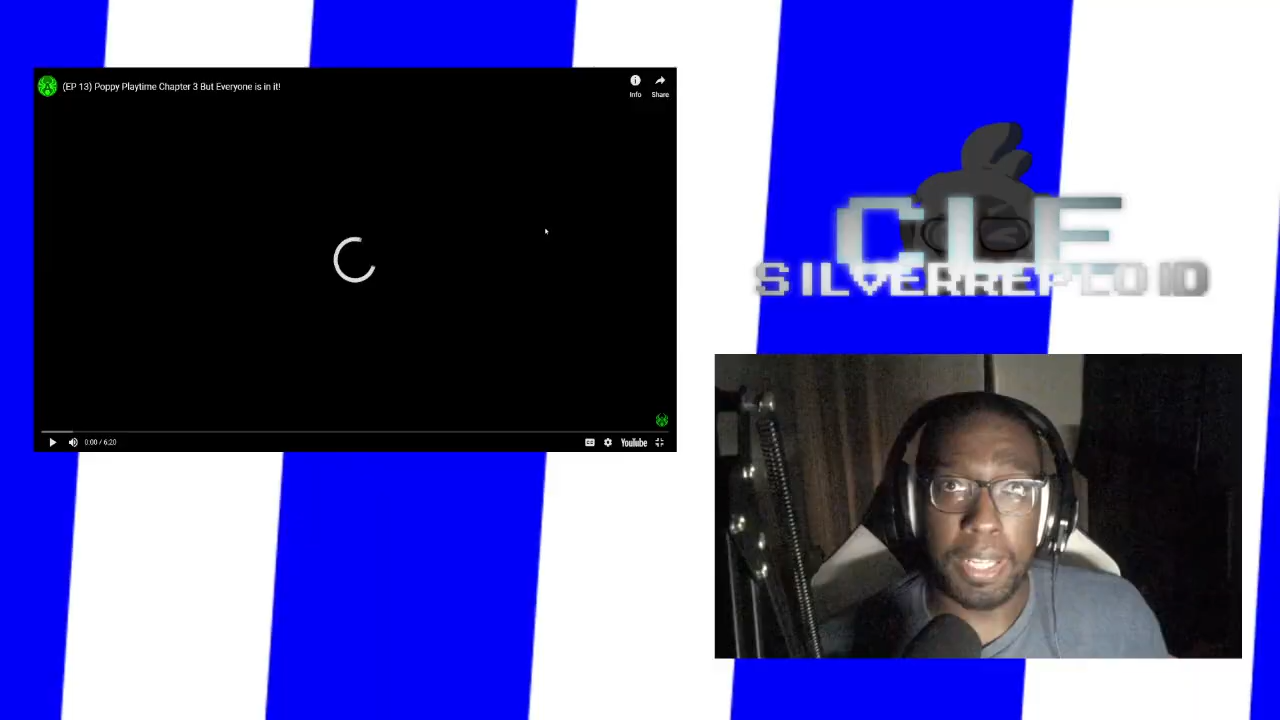 (EP 13) Poppy Playtime Chapter 3 But Everyone is in it!
Info
Share
CLE
SILVERREPLOID
0:00 / 6:20
YouTube